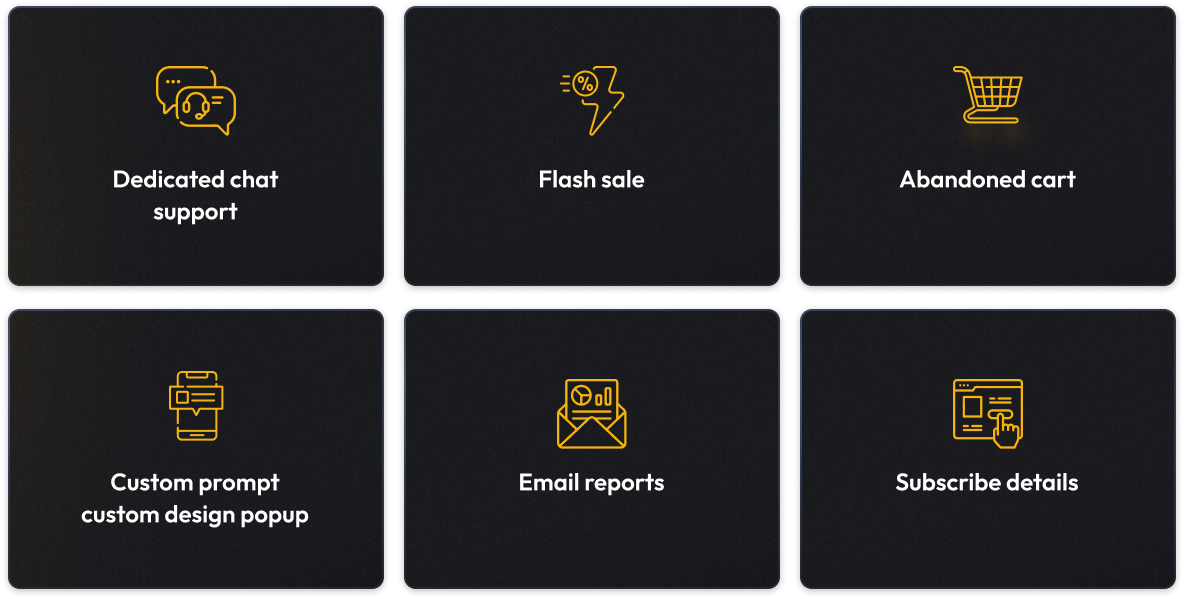 Dedicated chat
support
Flash sale
Abandoned cart
Custom prompt
custom design popup
Email reports
Subscribe details